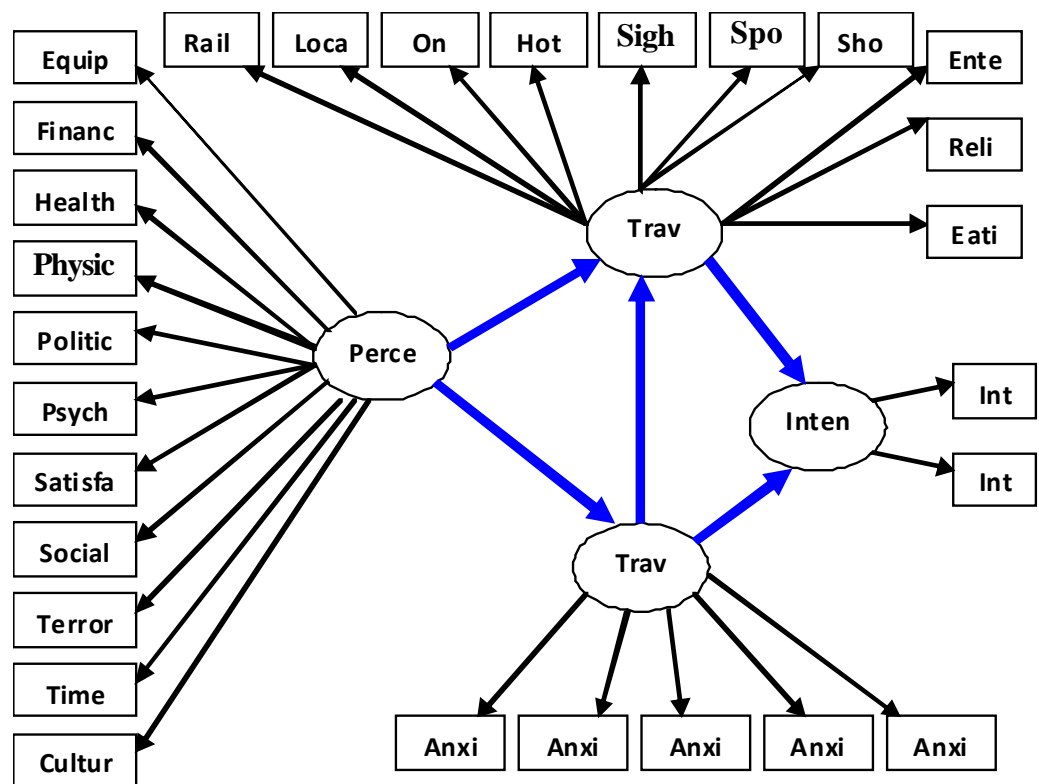 Equip
Rail
Loca
On
Hot
Sigh
Spo
Sho
Ente
Financ
Reli
Health
Trav
Eati
Physic
Politic
Perce
Psych
Int
Inten
Satisfa
Int
Social
Trav
Terror
Time
Anxi
Anxi
Anxi
Anxi
Anxi
Cultur